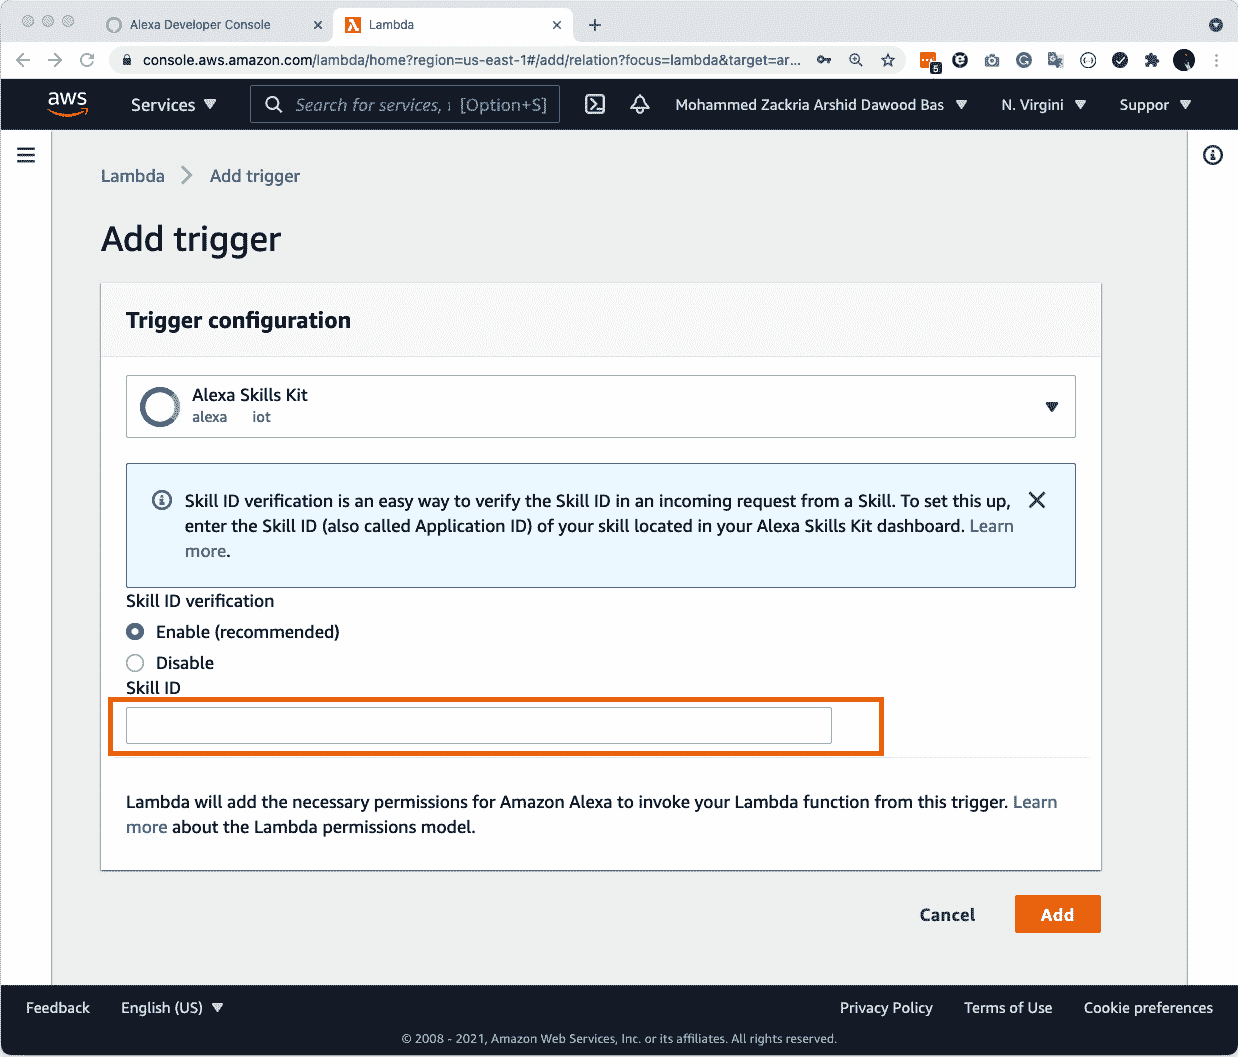 Alexa Developer Console
Lambda
console.aws.amazon.com/lambda/home?region=us-east-1#/add/relation?focus=lambda&target=ar...
5
aws
Services
Search for services, [Option+S]
Mohammed Zackria Arshid Dawood Bas
N. Virgini
Suppor
Lambda
Add trigger
Add trigger
Trigger configuration
Alexa Skills Kit
alexa iot
Skill ID verification is an easy way to verify the Skill ID in an incoming request from a Skill. To set this up,
enter the Skill ID (also called Application ID) of your skill located in your Alexa Skills Kit dashboard. Learn
more.
Skill ID verification
Enable (recommended)
Disable
Skill ID
Lambda will add the necessary permissions for Amazon Alexa to invoke your Lambda function from this trigger. Learn
more about the Lambda permissions model.
Cancel
Add
Feedback
English (US)
Privacy Policy
Terms of Use
Cookie preferences
© 2008 - 2021, Amazon Web Services, Inc. or its affiliates. All rights reserved.